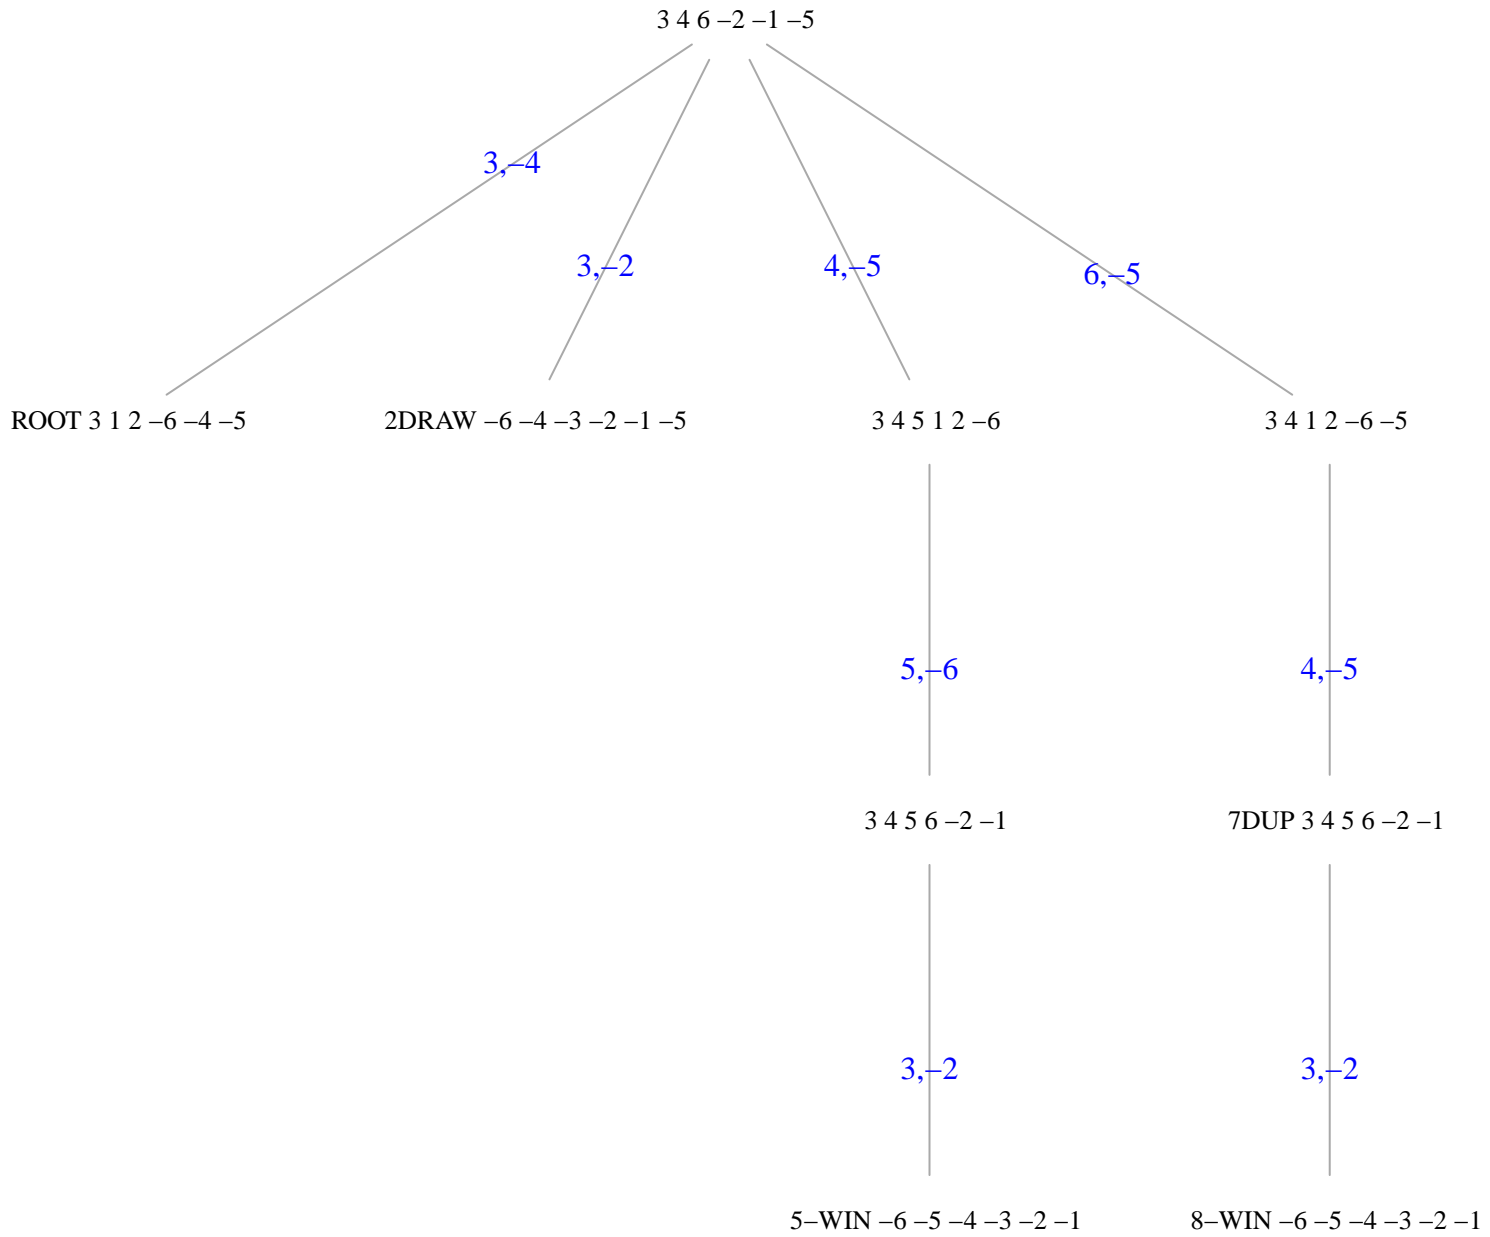 3 4 6 –2 –1 –5
3,–4
3,–2
4,–5
6,–5
ROOT 3 1 2 –6 –4 –5
2DRAW –6 –4 –3 –2 –1 –5
3 4 5 1 2 –6
3 4 1 2 –6 –5
5,–6
4,–5
3 4 5 6 –2 –1
7DUP 3 4 5 6 –2 –1
3,–2
3,–2
5–WIN –6 –5 –4 –3 –2 –1
8–WIN –6 –5 –4 –3 –2 –1